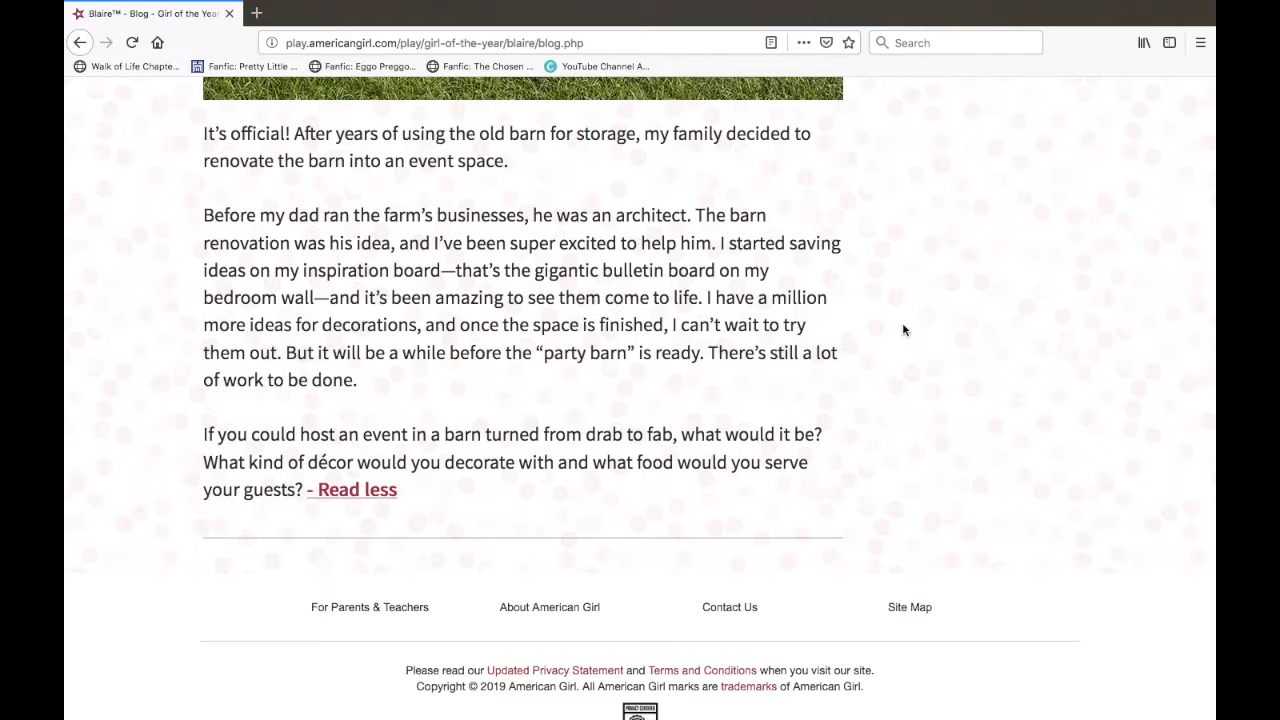 Blaire™ - Blog - Girl of the Year
play.americangirl.com/play/girl-of-the-year/blaire/blog.php
Search
Walk of Life Chapte...
Fanfic: Pretty Little ...
Fanfic: Eggo Preggo...
Fanfic: The Chosen ...
YouTube Channel A...
It's official! After years of using the old barn for storage, my family decided to
renovate the barn into an event space.
Before my dad ran the farm's businesses, he was an architect. The barn
renovation was his idea, and I've been super excited to help him. I started saving
ideas on my inspiration board—that's the gigantic bulletin board on my
bedroom wall—and it's been amazing to see them come to life. I have a million
more ideas for decorations, and once the space is finished, I can't wait to try
them out. But it will be a while before the “party barn” is ready. There's still a lot
of work to be done.
If you could host an event in a barn turned from drab to fab, what would it be?
What kind of décor would you decorate with and what food would you serve
your guests? - Read less
For Parents & Teachers
About American Girl
Contact Us
Site Map
Please read our Updated Privacy Statement and Terms and Conditions when you visit our site.
Copyright © 2019 American Girl. All American Girl marks are trademarks of American Girl.
PRIVACY CERTIFIED